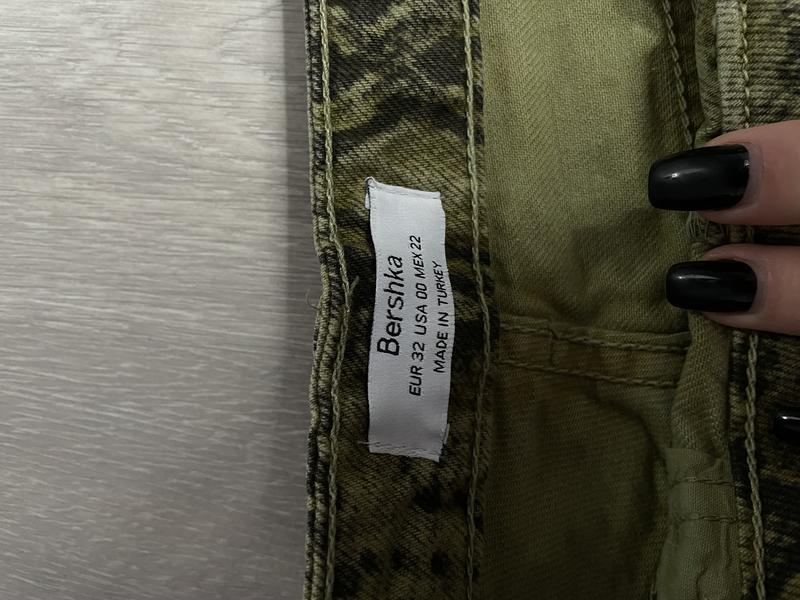 Bershka
EUR 32 USA 00 MEX 22
MADE IN TURKEY